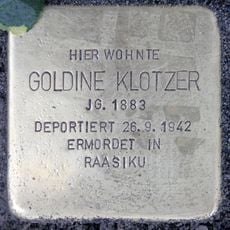 HIER WOHNTE
GOLDINE KLOTZER
JG. 1883
DEPORTIERT 26.9.1942
ERMORDET IN
RAASIKU